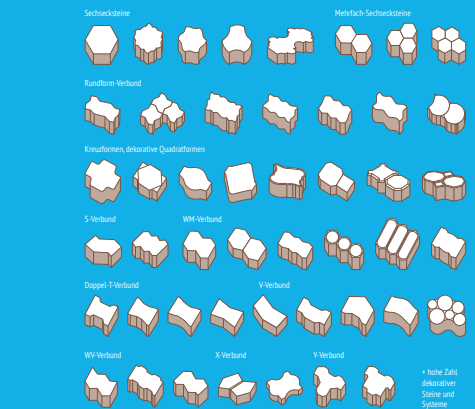 Sechsecksteine
Mehrfach-Sechsecksteine
Rundform-Verbund
Kreuzformen, dekorative Quadratformen
S-Verbund
WM-Verbund
Doppel-T-Verbund
V-Verbund
WV-Verbund
X-Verbund
Y-Verbund
+ hohe Zahl
dekorativer
Steine und
Systeme